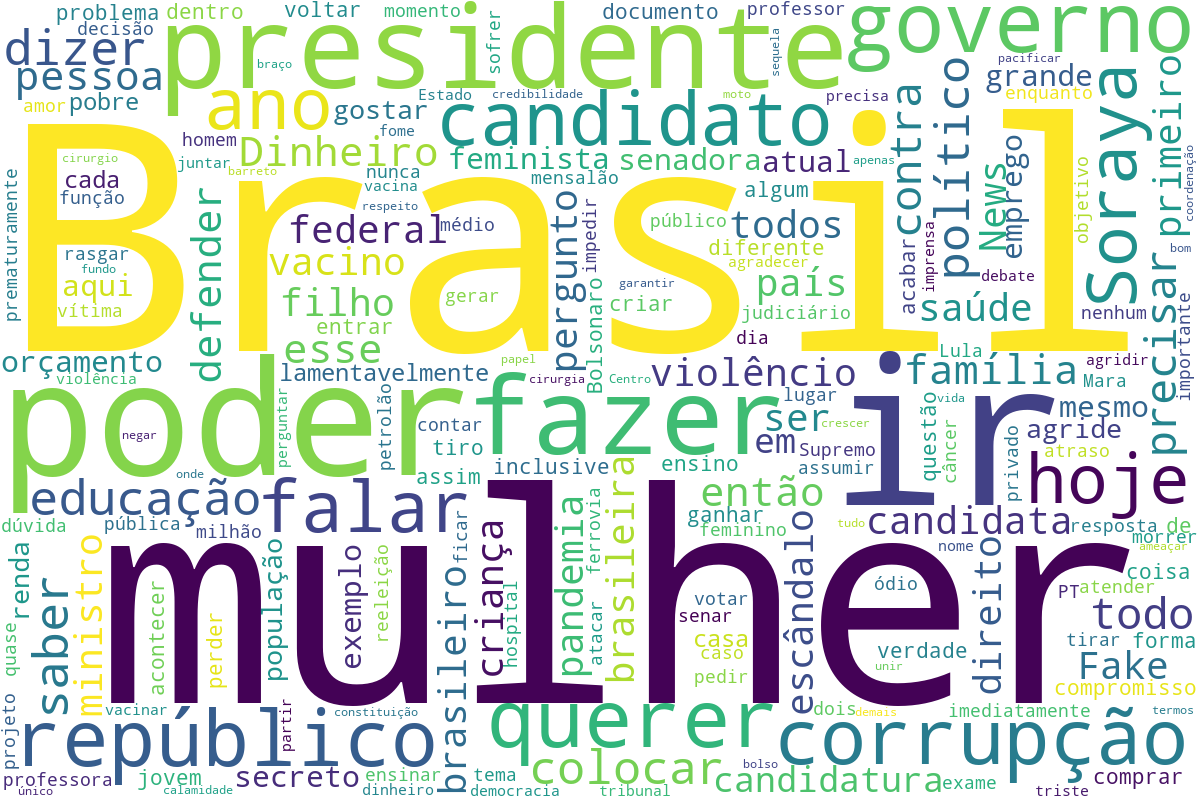 problema
dentro
voltar
momento
documento
professor
decisão
presidente
governo
dizer
sofrer
sequela
pacificar
braço
pessoa
político
grande
Soraya
amor
pobre
ano
gostar
Estado
credibilidade
moto
precisa
enquanto
candidato
contra
fome
homem
Dinheiro
feminista
senadora
atual
apenas
primeiro
cirurgio
juntar
nunca
mensalão
barreto
vacina
algum
cada
função
News
emprego
objetivo
coordenação
prematuramente
Brasil
defender
respeito
federal
médio
pergunto
impedir
público
todos
diferente
agradecer
imprensa
bom
rasgar
fundo
aqui
vacino
filho
gerar
garantir
criar
país
acabar
debate
saúde
nenhum
precisar
importante
vítima
entrar
Bolsonaro
judiciário
orçamento
esse
dia
Lula
agridir
violência
lamentavelmente
papel
cirurgia
Centro
violêncio
família
Mara
poder
fazer
ir
vida
lugar
ser
mesmo
petrolão
contar
crescer
questão
agride
negar
perguntar
tiro
em
Supremo
atraso
onde
assim
inclusive
ensino
assumir
câncer
privado
hoje
educação
falar
brasileira
então
dúvida
pública
milhão
ficar
criança
ferrovia
ganhar
feminino
tudo
candidata
resposta
de
morrer
renda
ministro
população
exemplo
reeleição
pandemia
escândalo
nome
direito
ameaçar
coisa
saber
mulher
hospital
atacar
votar
ódio
PT
atender
todo
quase
acontecer
perder
brasileiro
senar
casa
caso
verdade
tirar
forma
unir
pedir
Fake
compromisso
projeto
vacinar
partir
constituição
dois
demais
imediatamente
termos
república
republico
querer
corrupção
professora
jovem
secreto
ensinar
tema
colocar
bolso
candidatura
exame
comprar
único
calamidade
dinheiro
democracia
tribunal
triste